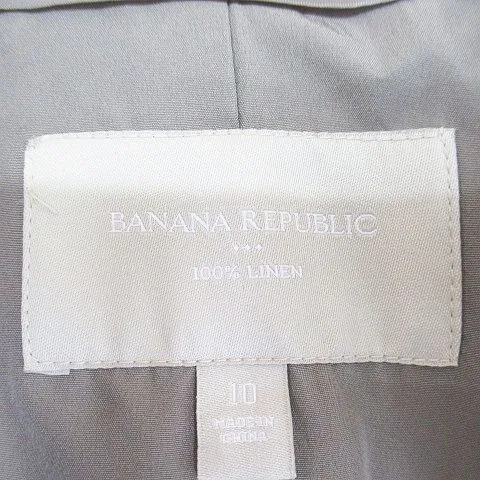 BANANA REPUBLIC
100% LINEN
10
MADE IN
CHINA